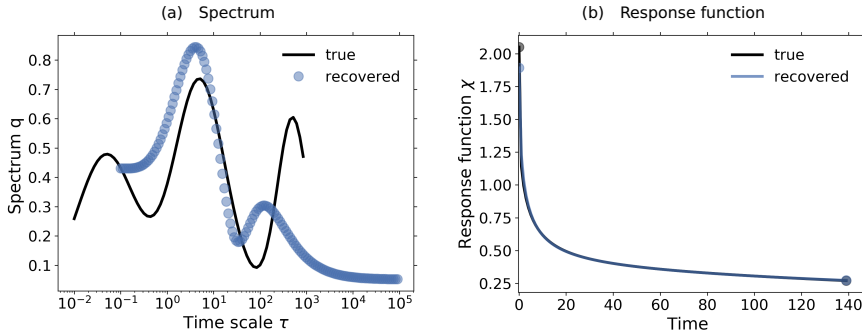 (a) Spectrum
Spectrum q
0.8
0.7
0.6
0.5
0.4
0.3
0.2
0.1
true
recovered
10⁻² 10⁻¹ 10⁰ 10¹ 10² 10³ 10⁴ 10⁵
Time scale τ
(b) Response function
Response function χ
2.00
1.75
1.50
1.25
1.00
0.75
0.50
0.25
true
recovered
0 20 40 60 80 100 120 140
Time